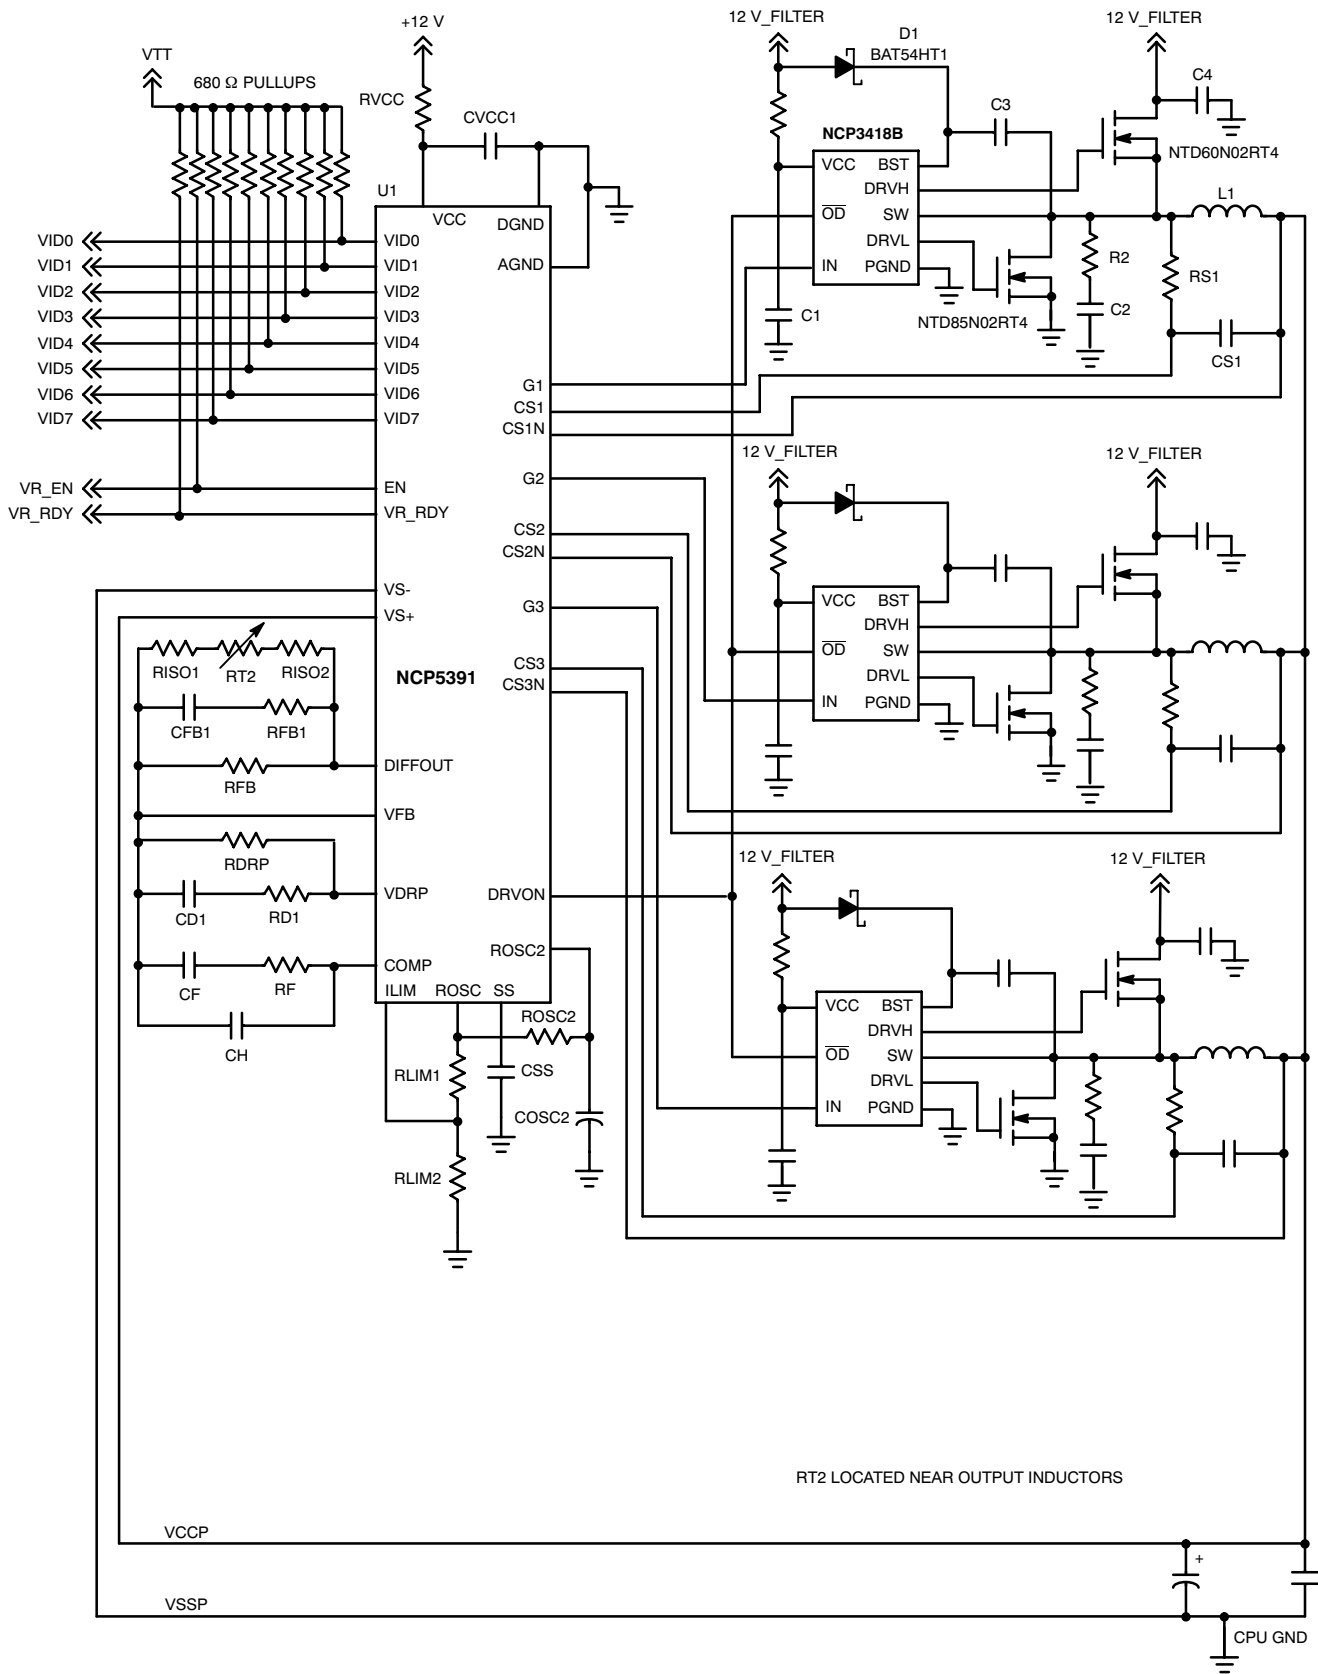 +12 V
12 V_FILTER
D1
BAT54HT1
12 V_FILTER
VTT
680 Ω PULLUPS
RVCC
CVCC1
C3
C4
NCP3418B
NTD60N02RT4
U1
VCC
DGND
AGND
VCC
BST
DRVH
OD
SW
DRVL
IN
PGND
L1
R2
RS1
C1
NTD85N02RT4
C2
CS1
VID0
VID0
VID1
VID1
VID2
VID2
VID3
VID3
VID4
VID4
VID5
VID5
VID6
VID6
VID7
VID7
G1
CS1
CS1N
12 V_FILTER
12 V_FILTER
VR_EN
EN
G2
VR_RDY
VR_RDY
CS2
CS2N
VS-
VS+
G3
VCC
BST
DRVH
OD
SW
DRVL
IN
PGND
RISO1
RT2
RISO2
NCP5391
CS3
CS3N
CFB1
RFB1
DIFFOUT
RFB
VFB
RDRP
12 V_FILTER
12 V_FILTER
VDRP
DRVON
CD1
RD1
ROSC2
COMP
CF
RF
ILIM
ROSC
SS
VCC
BST
DRVH
OD
SW
DRVL
IN
PGND
CH
ROSC2
RLIM1
CSS
COSC2
RLIM2
RT2 LOCATED NEAR OUTPUT INDUCTORS
VCCP
+
VSSP
CPU GND